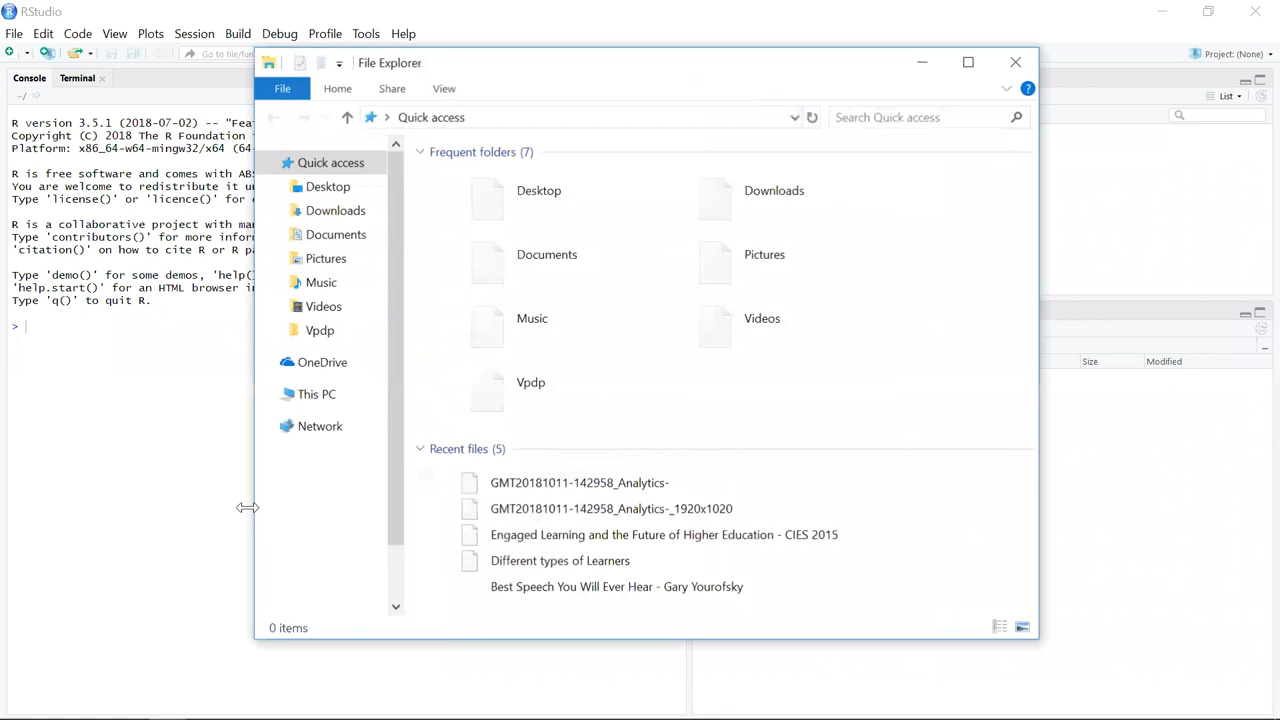 RStudio
File Edit Code View Plots Session Build Debug Profile Tools Help
Go to file/fun
Project: (None)
Console Terminal
~/
List
R version 3.5.1 (2018-07-02) -- "Fea
Copyright (C) 2018 The R Foundation
Platform: x86_64-w64-mingw32/x64 (64-
R is free software and comes with ABS
You are welcome to redistribute it un
Type 'license()' or 'licence()' for
R is a collaborative project with man
Type 'contributors()' for more inform
'citation()' on how to cite R or R pa
Type 'demo()' for some demos, 'help()
'help.start()' for an HTML browser in
Type 'q()' to quit R.
>
File Explorer
File Home Share View
Quick access
Search Quick access
Quick access
Desktop
Downloads
Documents
Pictures
Music
Videos
Vpdp
OneDrive
This PC
Network
Frequent folders (7)
Desktop Downloads
Documents Pictures
Music Videos
Vpdp
Recent files (5)
GMT20181011-142958_Analytics-
GMT20181011-142958_Analytics-_1920x1020
Engaged Learning and the Future of Higher Education - CIES 2015
Different types of Learners
Best Speech You Will Ever Hear - Gary Yourofsky
0 items
Size Modified